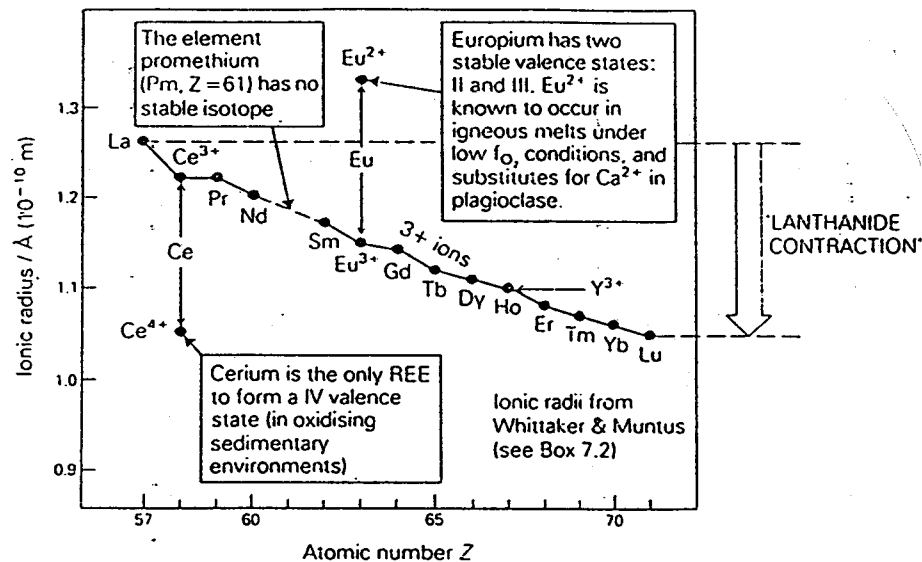 The element
promethium
(Pm, Z = 61) has no
stable isotope
Eu²⁺
Europium has two
stable valence states:
II and III. Eu²⁺ is
known to occur in
igneous melts under
low fO₂ conditions, and
substitutes for Ca²⁺ in
plagioclase.
La
Ce³⁺
Pr
Nd
Eu
Sm
Eu³⁺
Gd
3+ ions
Tb
Dy
Ho
Y³⁺
Er
Tm
Yb
Lu
Ce
Ce⁴⁺
'LANTHANIDE
CONTRACTION'
Cerium is the only REE
to form a IV valence
state (in oxidising
sedimentary
environments)
Ionic radii from
Whittaker & Muntus
(see Box 7.2)
Ionic radius / Å (10⁻¹⁰ m)
1.3
1.2
1.1
1.0
0.9
57
60
65
70
Atomic number Z